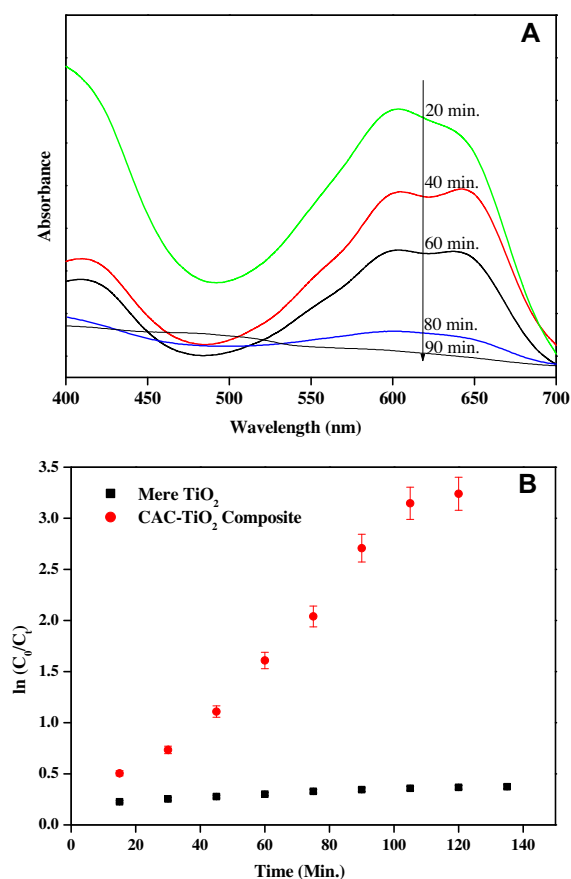 A
Absorbance
20 min.
40 min.
60 min.
80 min.
90 min.
400 450 500 550 600 650 700
Wavelength (nm)
B
Mere TiO₂
CAC-TiO₂ Composite
ln (C₀/Cₜ)
3.5
3.0
2.5
2.0
1.5
1.0
0.5
0.0
0 20 40 60 80 100 120 140
Time (Min.)